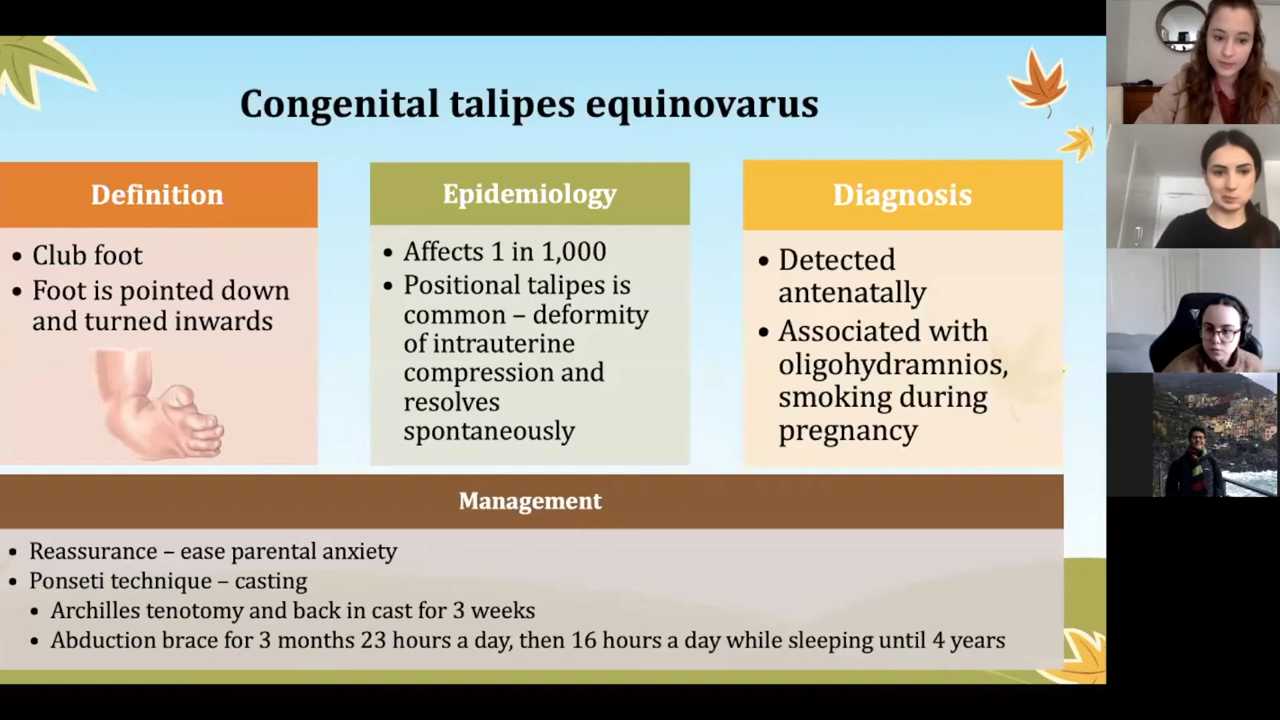 Congenital talipes equinovarus
Definition
• Club foot
• Foot is pointed down
and turned inwards
Epidemiology
• Affects 1 in 1,000
• Positional talipes is
common – deformity
of intrauterine
compression and
resolves
spontaneously
Diagnosis
• Detected
antenatally
• Associated with
oligohydramnios,
smoking during
pregnancy
Management
• Reassurance – ease parental anxiety
• Ponseti technique – casting
• Archilles tenotomy and back in cast for 3 weeks
• Abduction brace for 3 months 23 hours a day, then 16 hours a day while sleeping until 4 years